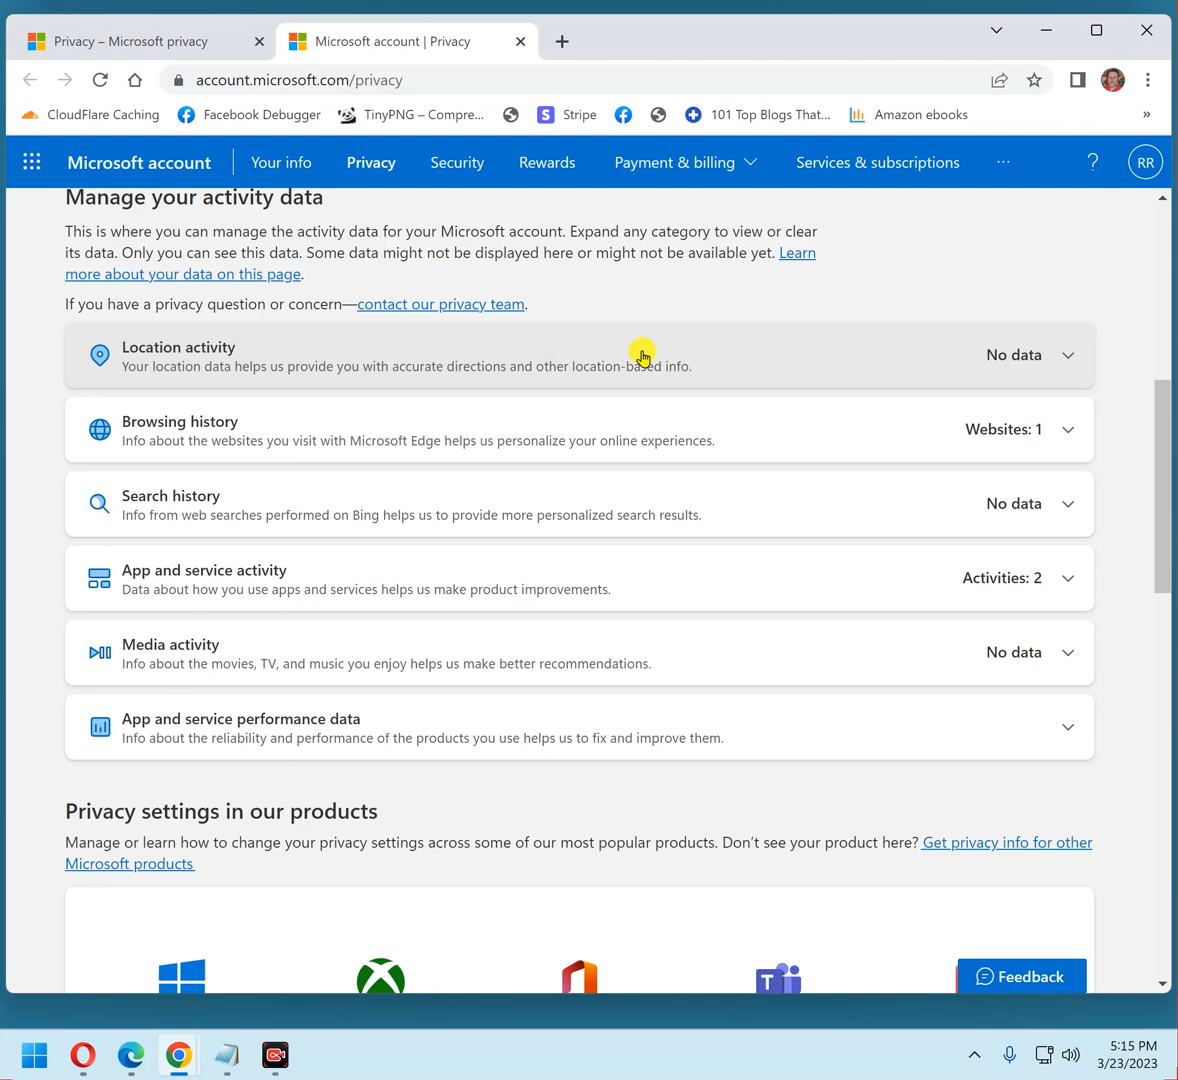 Privacy – Microsoft privacy
Microsoft account | Privacy
account.microsoft.com/privacy
CloudFlare Caching
Facebook Debugger
TinyPNG – Compre...
S
Stripe
101 Top Blogs That...
Amazon ebooks
»
Microsoft account
Your info
Privacy
Security
Rewards
Payment & billing
Services & subscriptions
...
?
RR
Manage your activity data
This is where you can manage the activity data for your Microsoft account. Expand any category to view or clear
its data. Only you can see this data. Some data might not be displayed here or might not be available yet. Learn
more about your data on this page.
If you have a privacy question or concern—contact our privacy team.
Location activity
Your location data helps us provide you with accurate directions and other location-based info.
No data
Browsing history
Info about the websites you visit with Microsoft Edge helps us personalize your online experiences.
Websites: 1
Search history
Info from web searches performed on Bing helps us to provide more personalized search results.
No data
App and service activity
Data about how you use apps and services helps us make product improvements.
Activities: 2
Media activity
Info about the movies, TV, and music you enjoy helps us make better recommendations.
No data
App and service performance data
Info about the reliability and performance of the products you use helps us to fix and improve them.
Privacy settings in our products
Manage or learn how to change your privacy settings across some of our most popular products. Don't see your product here? Get privacy info for other
Microsoft products
T
Feedback
5:15 PM
3/23/2023